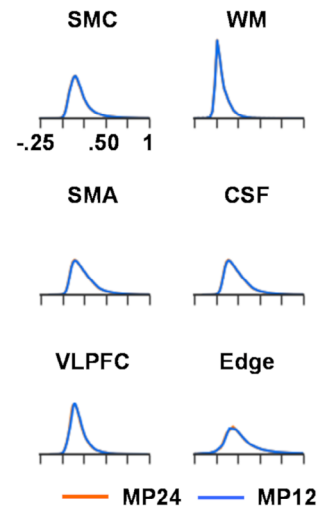 SMC WM
-.25 .50 1
SMA CSF
VLPFC Edge
MP24 MP12